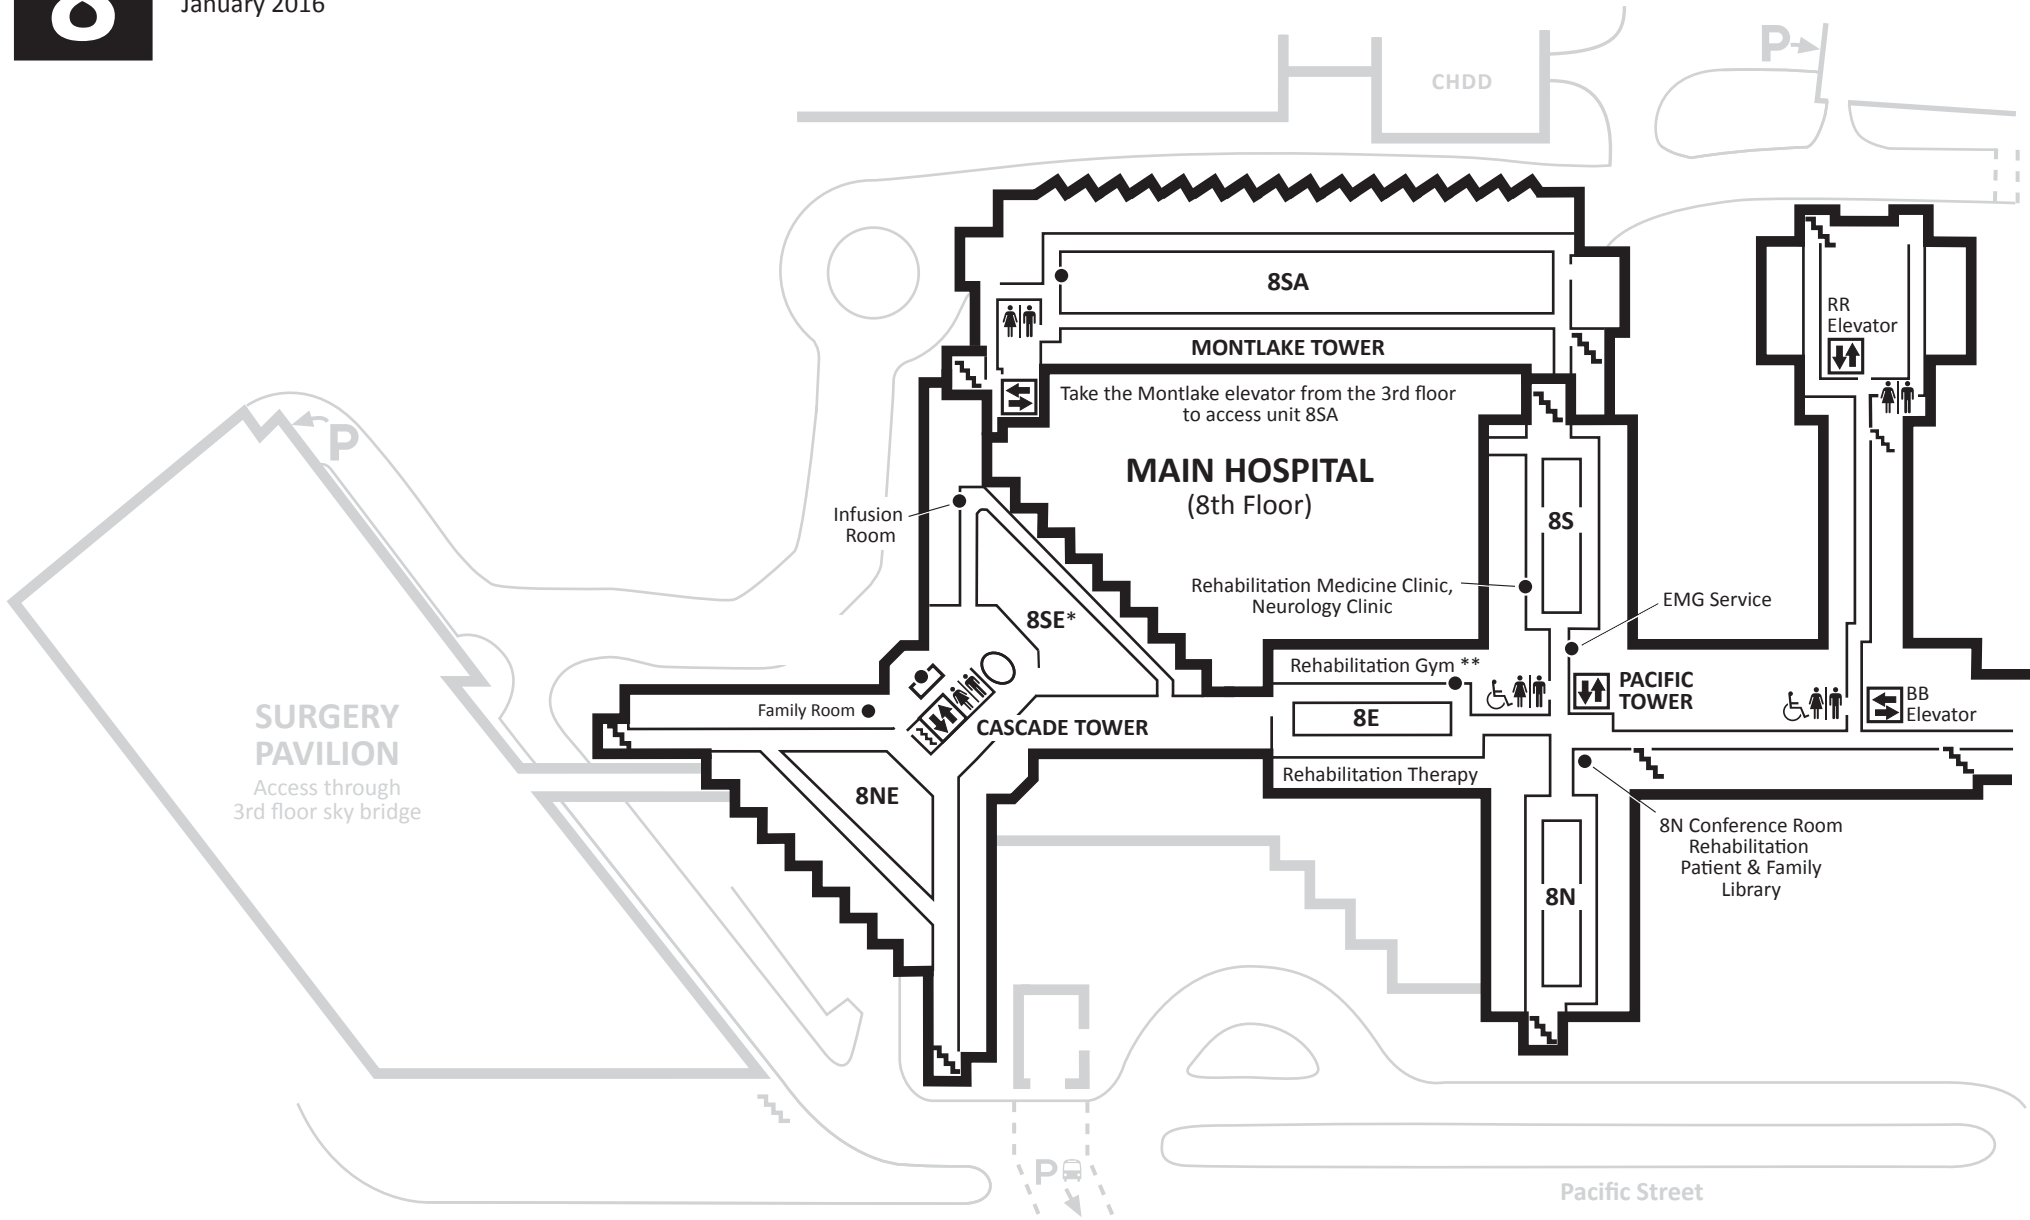 8
January 2016
P
CHDD
8SA
RR
Elevator
MONTLAKE TOWER
Take the Montlake elevator from the 3rd floor
to access unit 8SA
P
MAIN HOSPITAL
(8th Floor)
Infusion
Room
8S
Rehabilitation Medicine Clinic,
Neurology Clinic
EMG Service
8SE*
Rehabilitation Gym **
PACIFIC
TOWER
BB
Elevator
Family Room
CASCADE TOWER
8E
SURGERY
PAVILION
Access through
3rd floor sky bridge
Rehabilitation Therapy
8NE
8N Conference Room
Rehabilitation
Patient & Family
Library
8N
P
Pacific Street